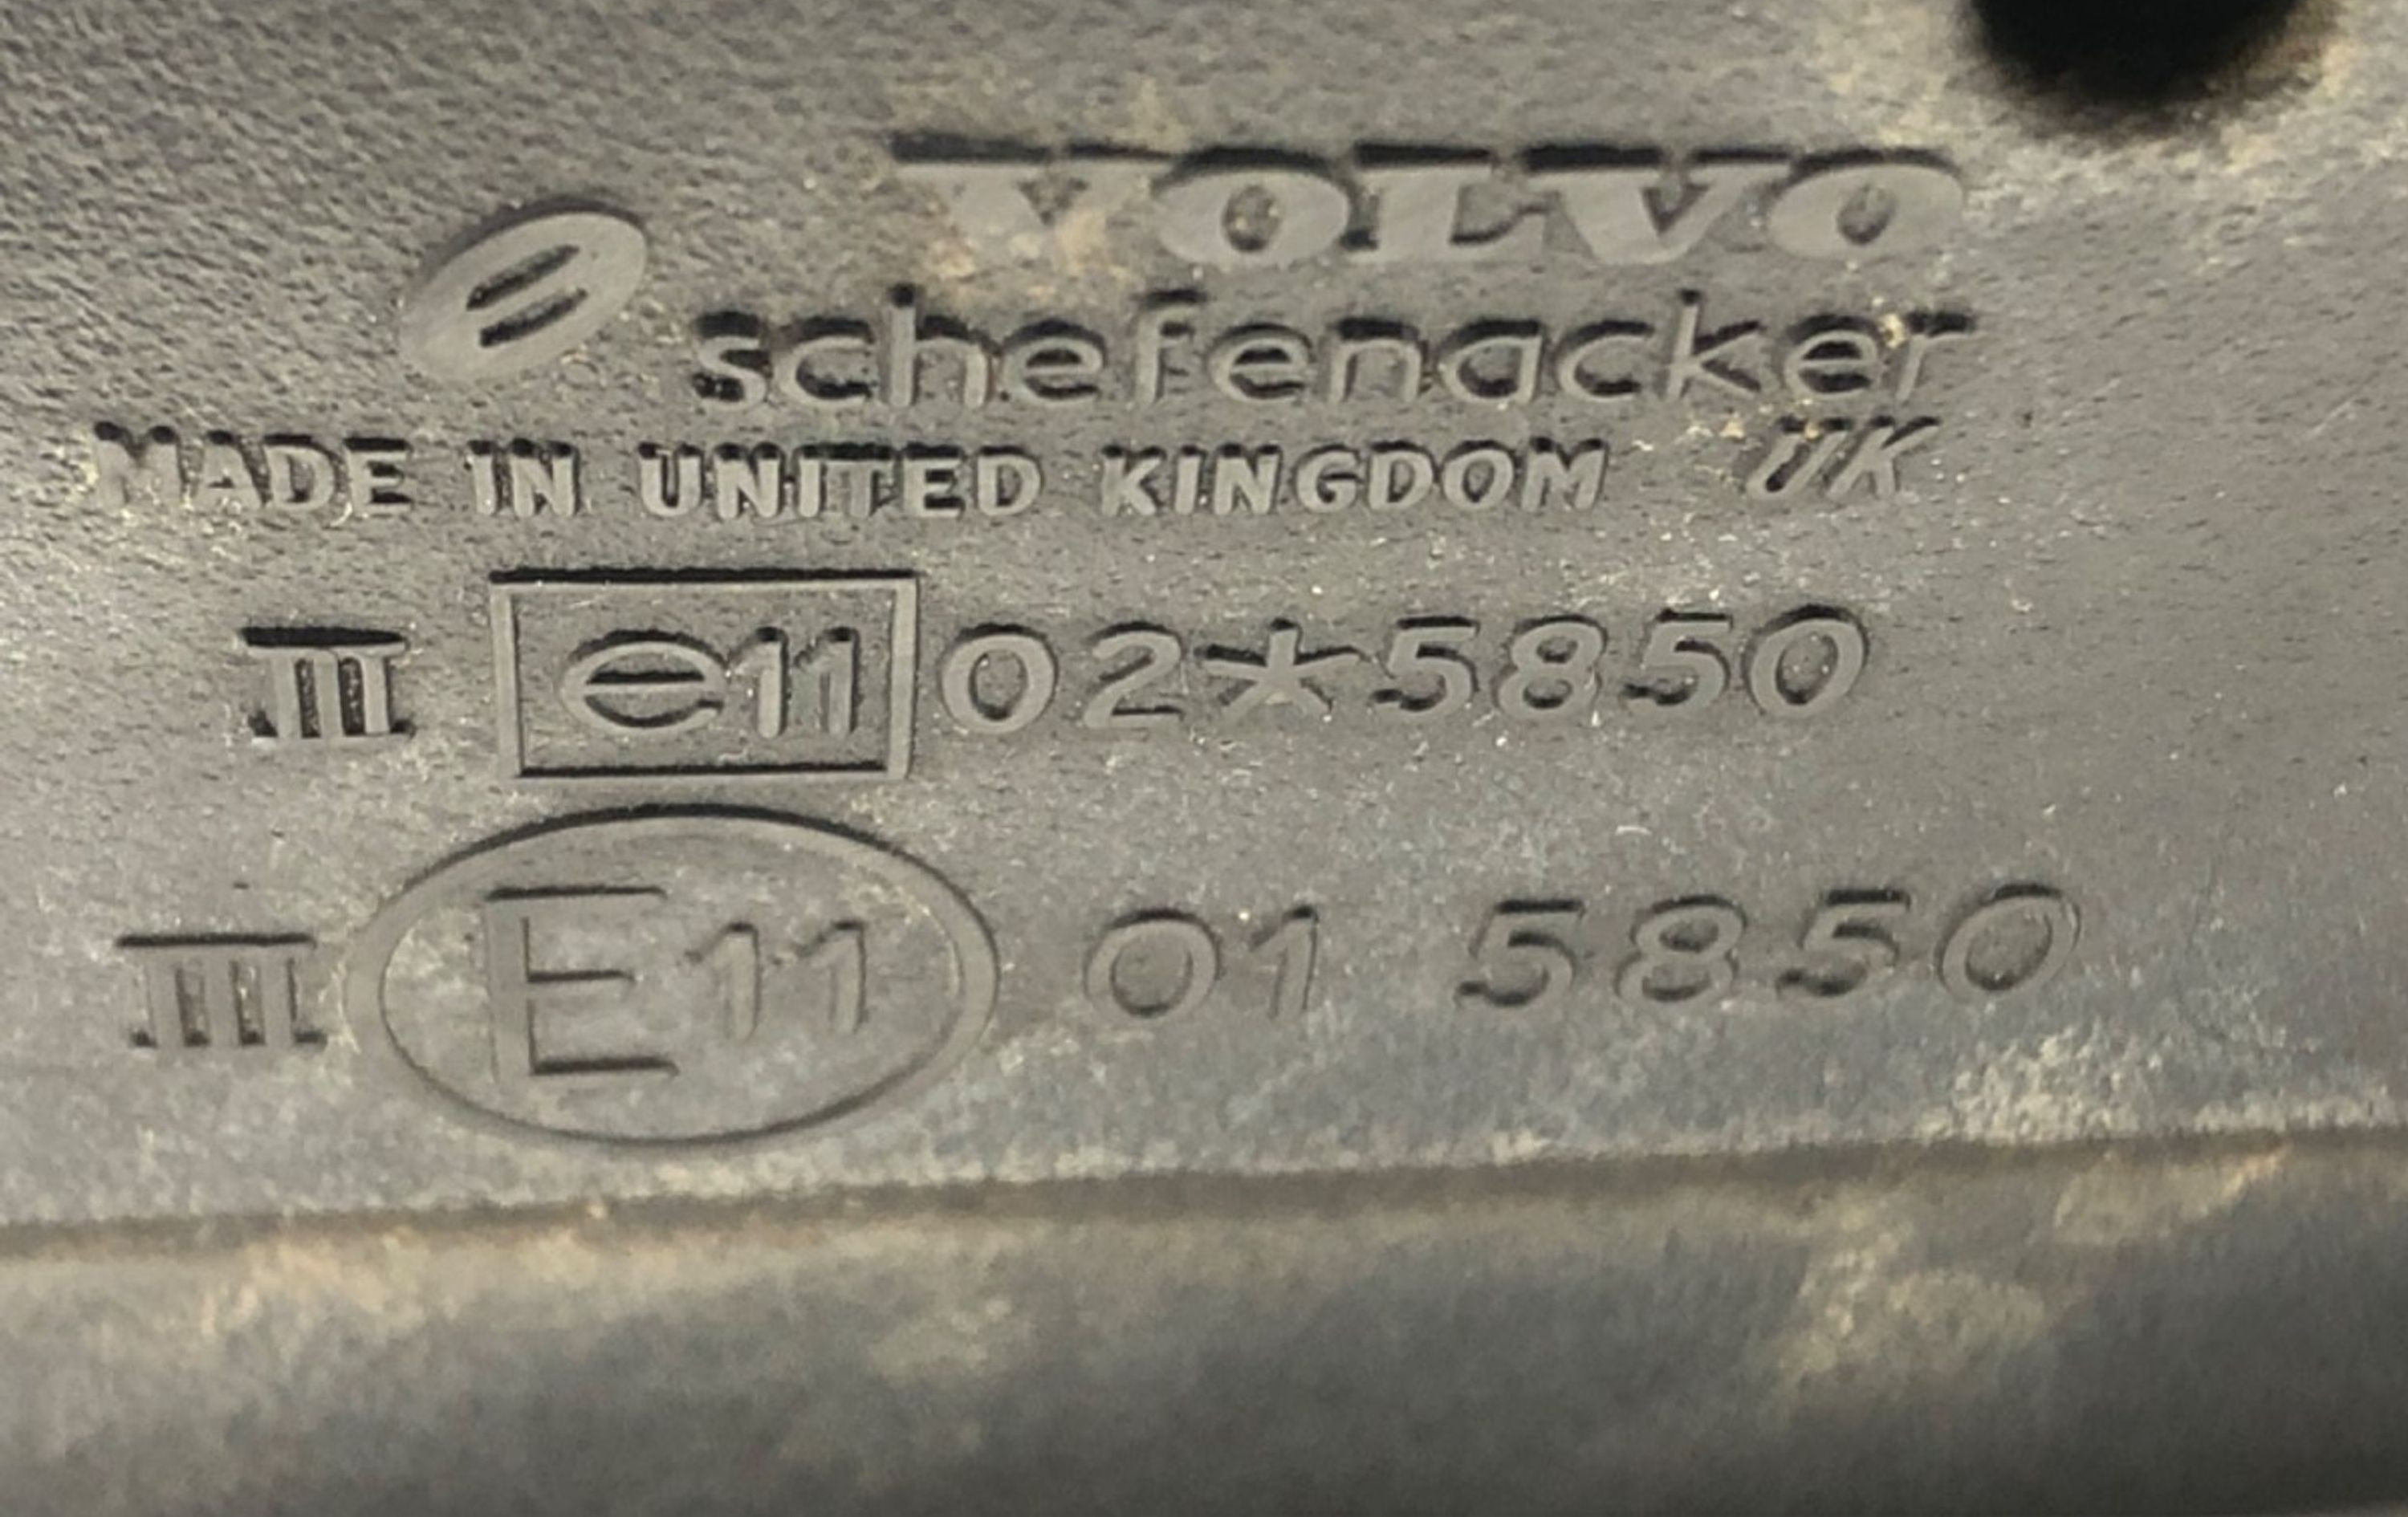 VOLVO
schefenacker
MADE IN UNITED KINGDOM UK
III e11 02*5850
III E11 01 5850